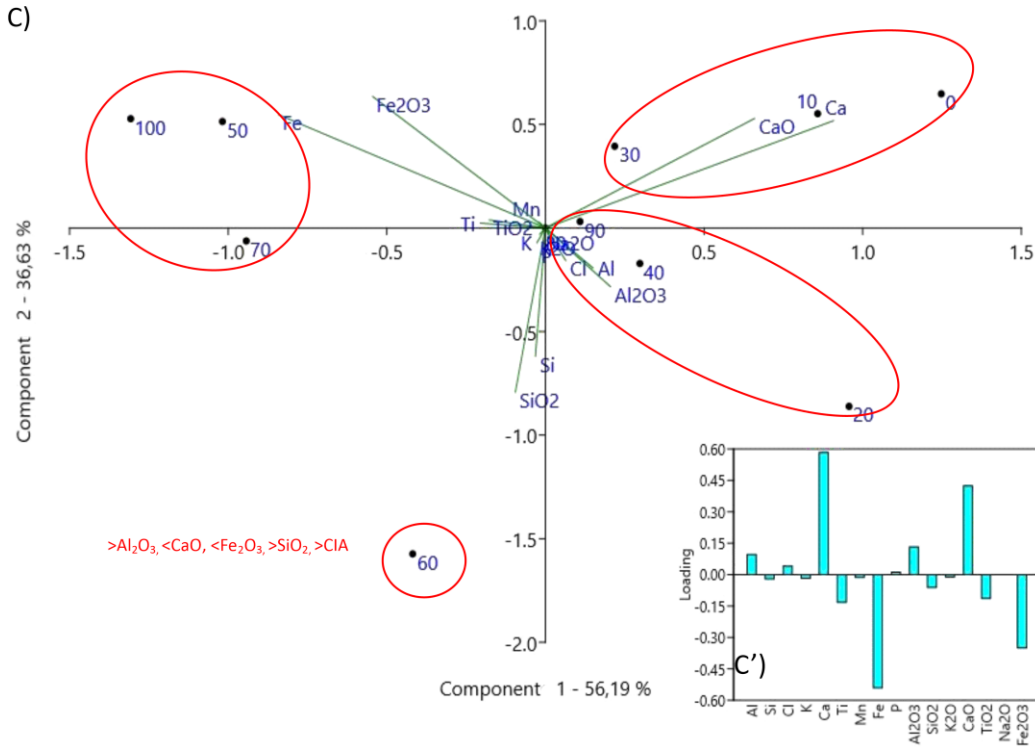 C)
1.0
Fe2O3
10
Ca
0
100
50
Fe
0.5
CaO
30
Mn
Ti
TiO2
90
K
-1.5
-1.0
70
-0.5
Cl
Al
40
0.5
1.0
1.5
Al2O3
-0.5
Si
SiO2
20
-1.0
Component 2 - 36,63 %
>Al₂O₃, <CaO, <Fe₂O₃, >SiO₂, >CIA
-1.5
60
-2.0
Component 1 - 56,19 %
0.60
0.45
0.30
0.15
0.00
-0.15
-0.30
-0.45
-0.60
Loading
C')
Al
Si
Cl
K
Ca
Ti
Mn
Fe
P
Al2O3
SiO2
K2O
CaO
TiO2
Na2O
Fe2O3